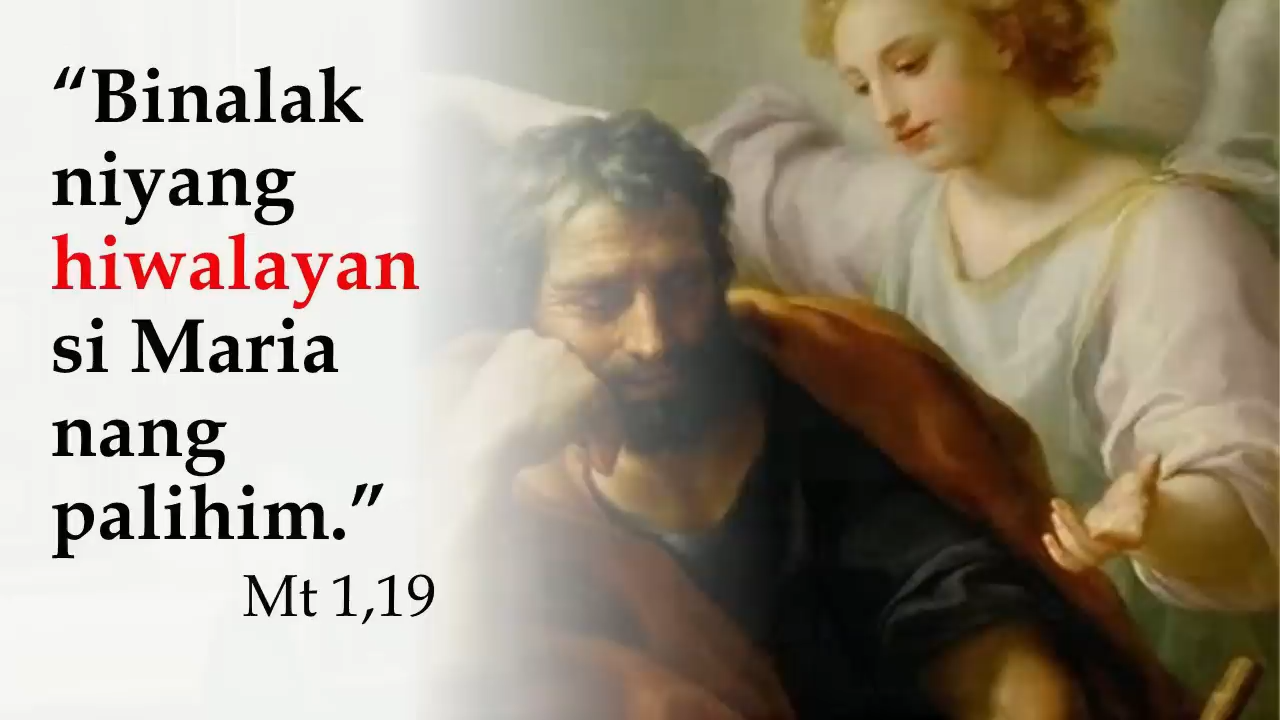 “Binalak
niyang
hiwalayan
si Maria
nang
palihim.”
Mt 1,19